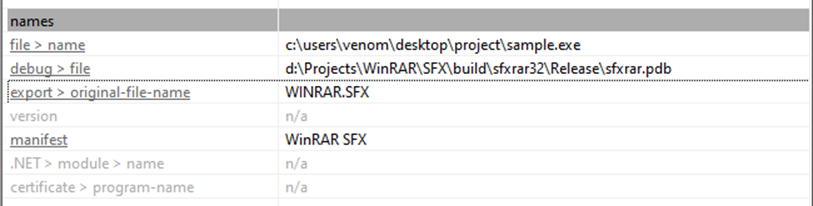 names
file > name c:\users\venom\desktop\project\sample.exe
debug > file d:\Projects\WinRAR\SFX\build\sfxrar32\Release\sfxrar.pdb
export > original-file-name WINRAR.SFX
version n/a
manifest WinRAR SFX
.NET > module > name n/a
certificate > program-name n/a